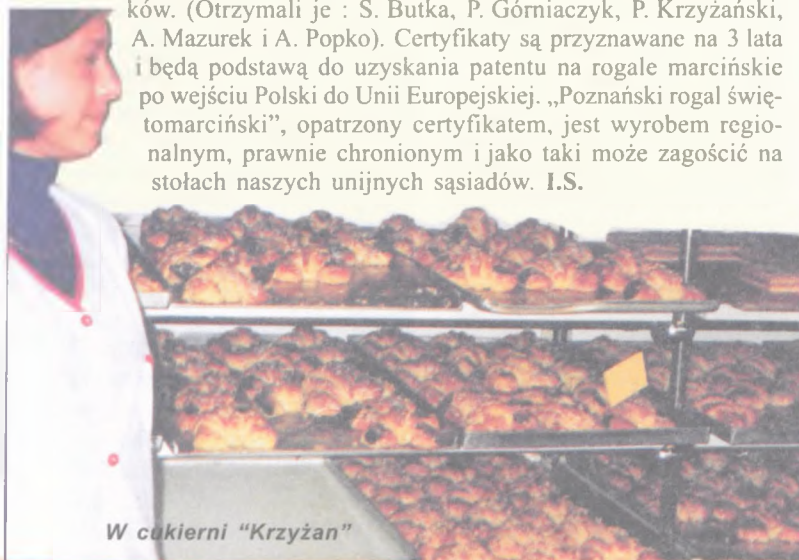 ków. (Otrzymali je : S. Butka, P. Górniaczyk, P. Krzyżański,
A. Mazurek i A. Popko). Certyfikaty są przyznawane na 3 lata
i będą podstawą do uzyskania patentu na rogale marcińskie
po wejściu Polski do Unii Europejskiej. „Poznański rogal świę-
tomarciński”, opatrzony certyfikatem, jest wyrobem regio-
nalnym, prawnie chronionym i jako taki może zagościć na
stołach naszych unijnych sąsiadów. I.S.
W cukierni “Krzyżan”